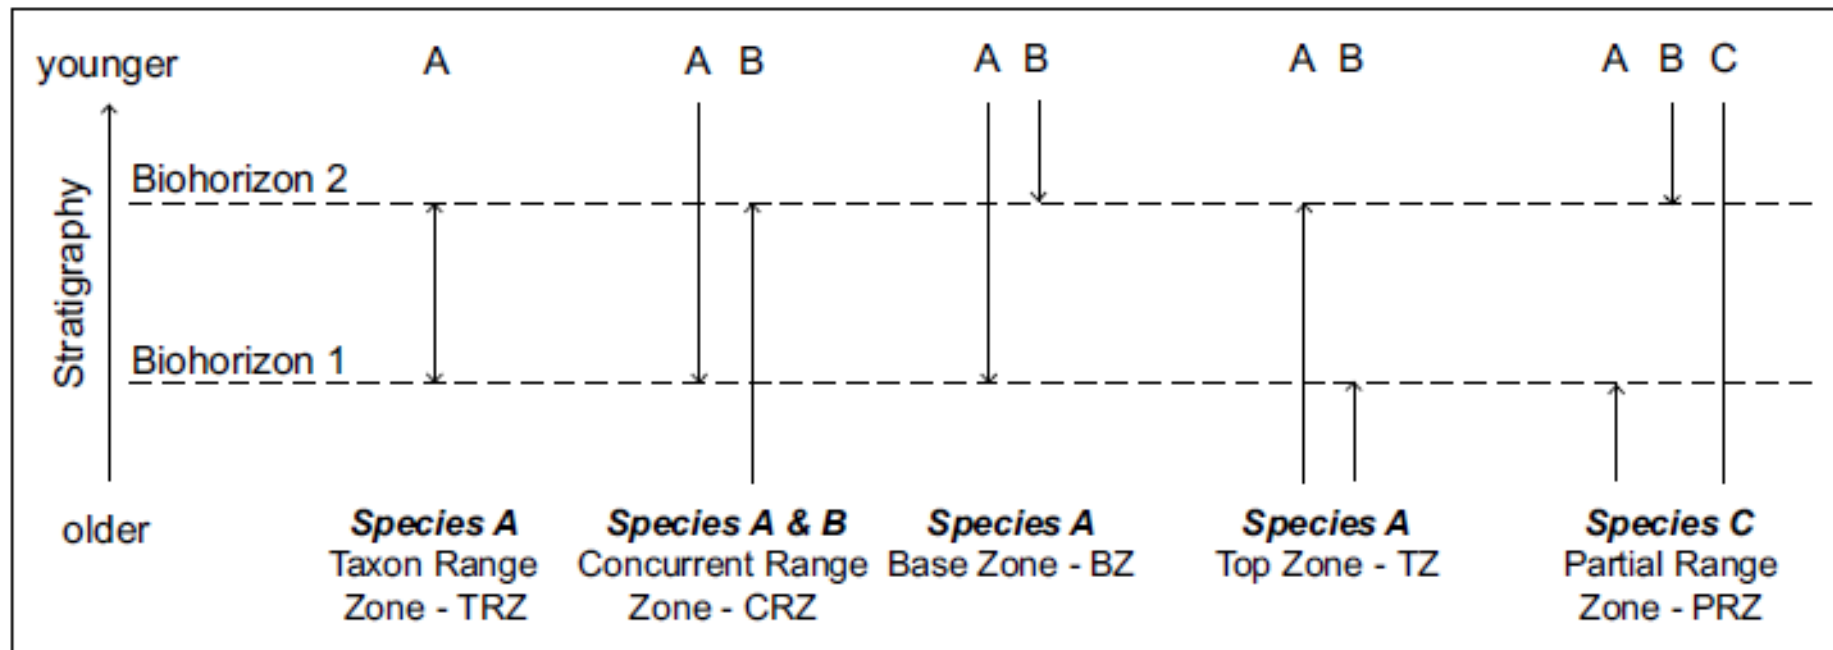 younger A A B A B A B A B C
Biohorizon 2
Stratigraphy
Biohorizon 1
older
Species A
Taxon Range
Zone - TRZ
Species A & B
Concurrent Range
Zone - CRZ
Species A
Base Zone - BZ
Species A
Top Zone - TZ
Species C
Partial Range
Zone - PRZ